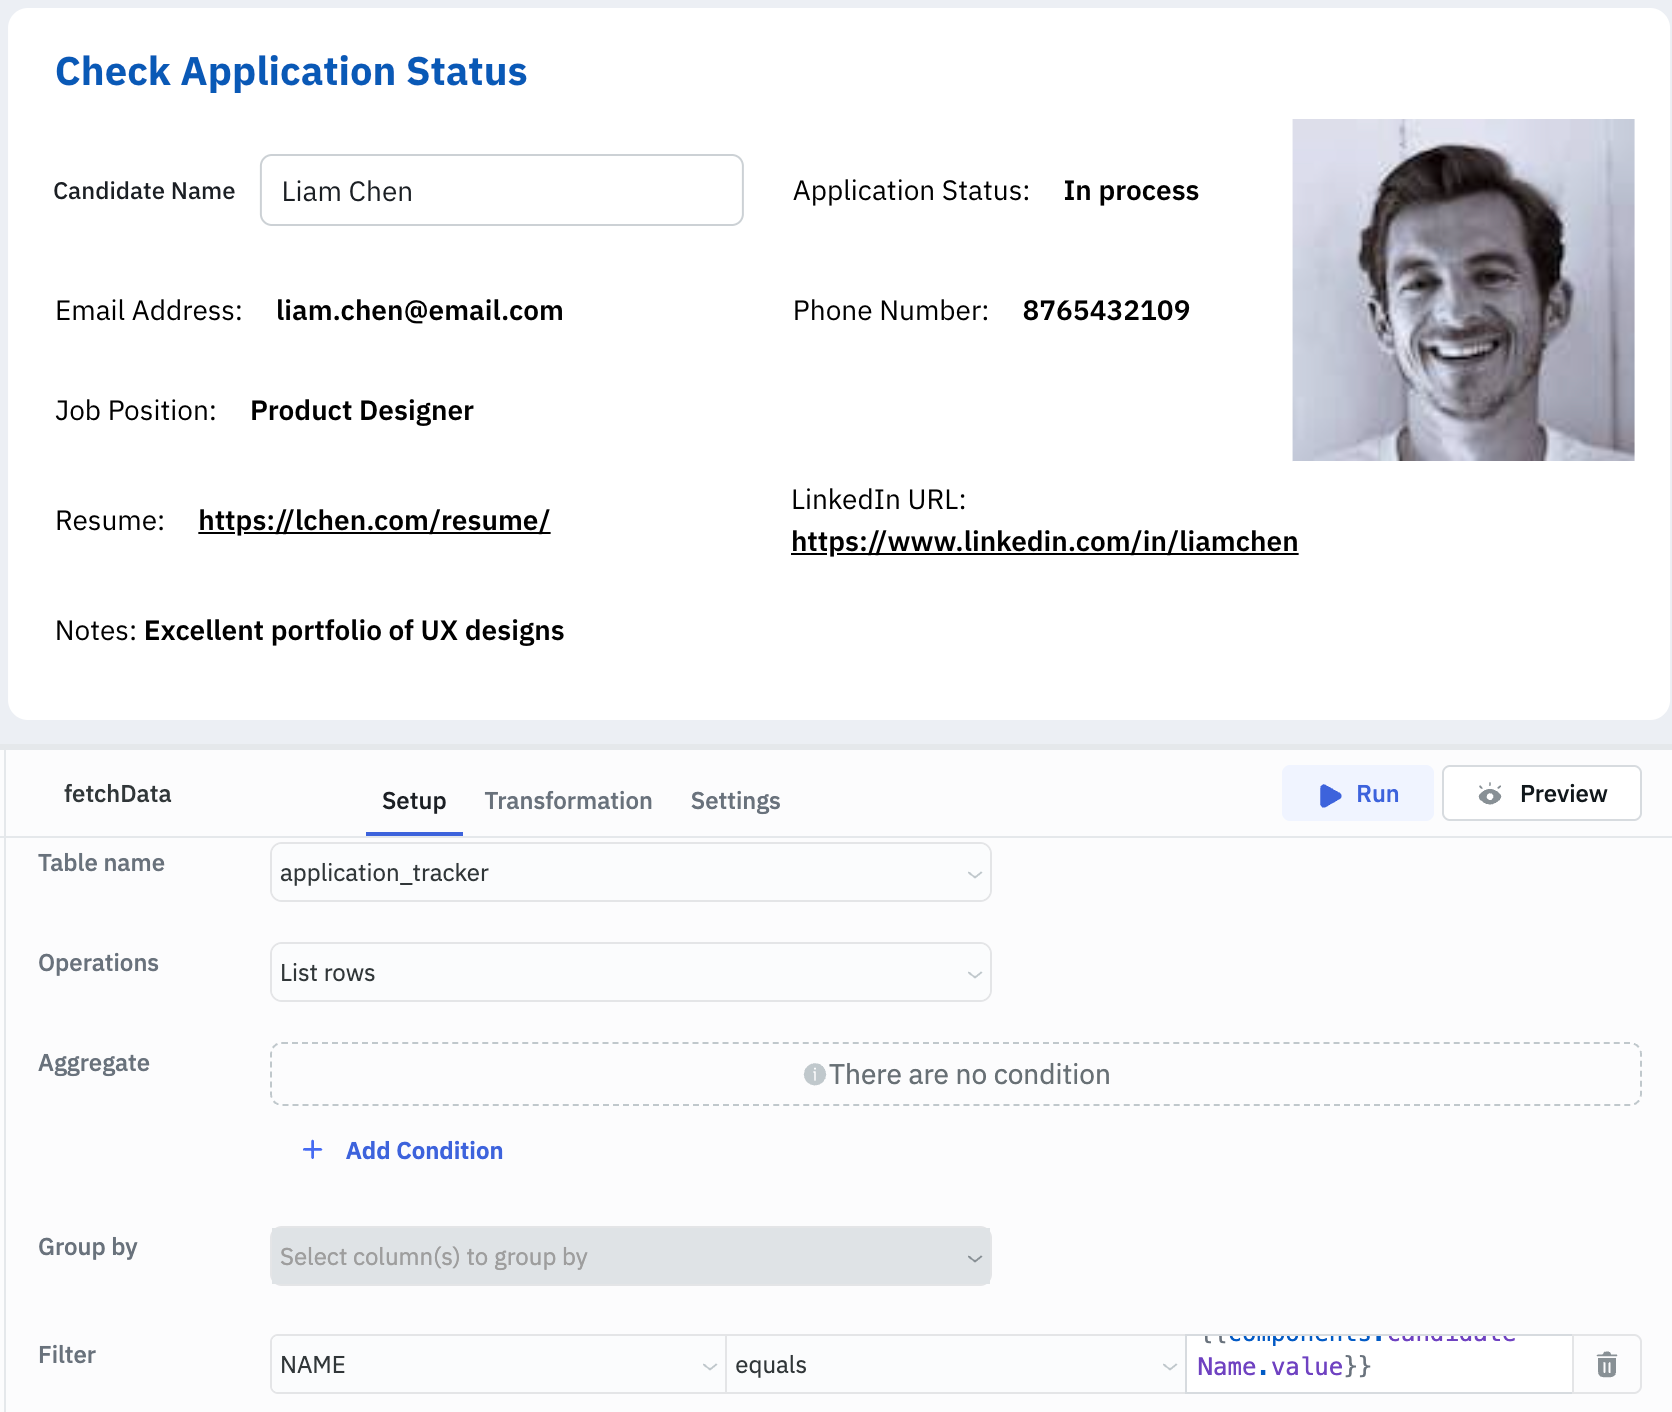 Check Application Status
Candidate Name Liam Chen Application Status: In process
Email Address: liam.chen@email.com Phone Number: 8765432109
Job Position: Product Designer
Resume: https://lchen.com/resume/
LinkedIn URL:
https://www.linkedin.com/in/liamchen
Notes: Excellent portfolio of UX designs
fetchData Setup Transformation Settings Run Preview
Table name application_tracker
Operations List rows
Aggregate There are no condition
+ Add Condition
Group by Select column(s) to group by
Filter NAME equals {{components.candidate
Name.value}}